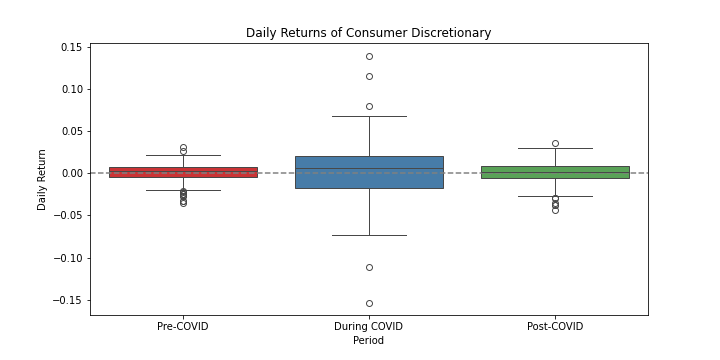 Daily Returns of Consumer Discretionary
0.15
0.10
0.05
0.00
−0.05
−0.10
−0.15
Daily Return
Pre-COVID
During COVID
Post-COVID
Period